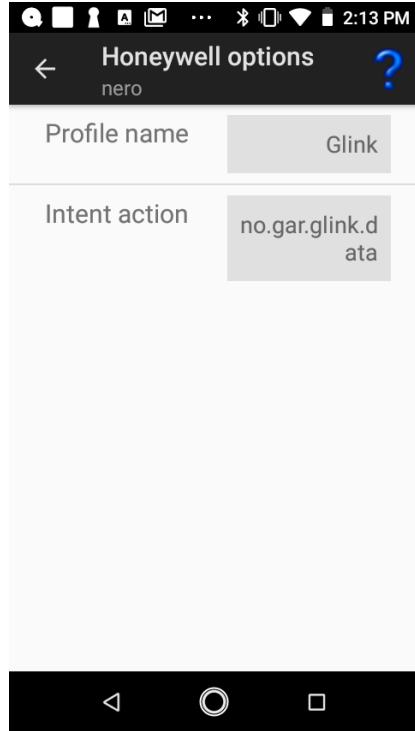 2:13 PM
Honeywell options
nero
?
Profile name
Glink
Intent action
no.gar.glink.d
ata